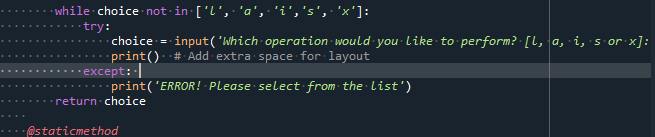 while choice not in ['l', 'a', 'i','s', 'x']:
try:
choice = input('Which operation would you like to perform? [l, a, i, s or x]:
print() # Add extra space for layout
except:
print('ERROR! Please select from the list')
return choice
@staticmethod